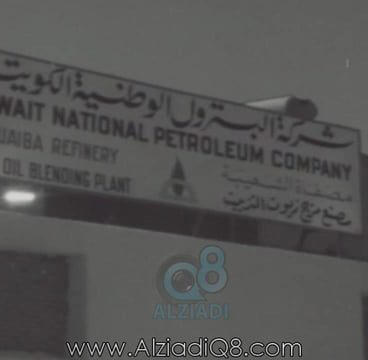 شركة البترول الوطنية الكويت
WAIT NATIONAL PETROLEUM COMPANY
UAIBA REFINERY
مصفاة الشعيبة
OIL BLENDING PLANT
مصنع مزج زيوت التزييت
Q8
ALZIADI
www.AlziadiQ8.com